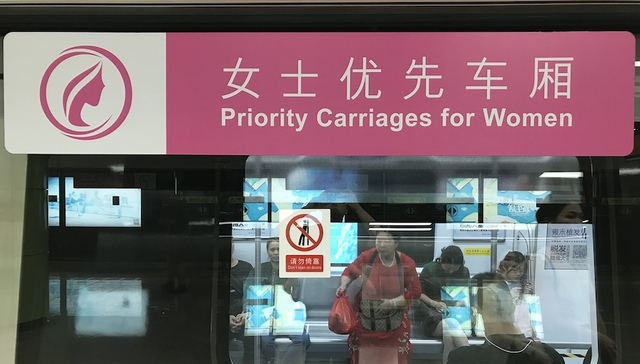 女士优先车厢
Priority Carriages for Women
请勿倚靠
Don't lean on doors